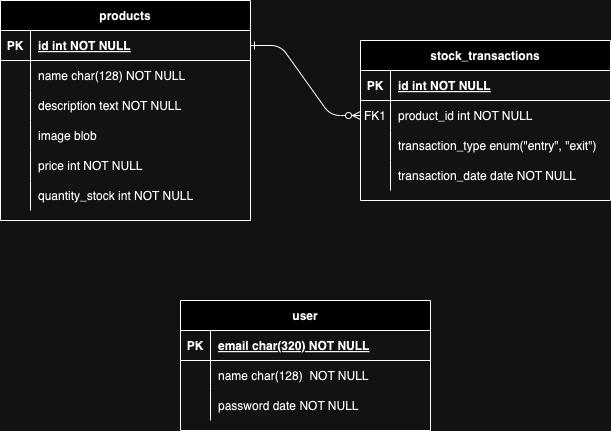 products
PK id int NOT NULL
name char(128) NOT NULL
description text NOT NULL
image blob
price int NOT NULL
quantity_stock int NOT NULL
stock_transactions
PK id int NOT NULL
FK1 product_id int NOT NULL
transaction_type enum("entry", "exit")
transaction_date date NOT NULL
user
PK email char(320) NOT NULL
name char(128) NOT NULL
password date NOT NULL